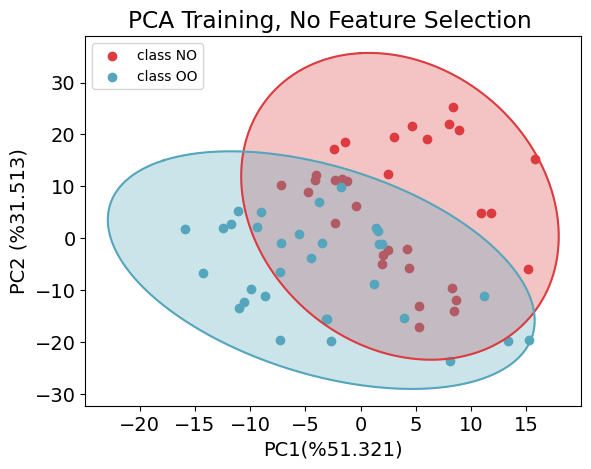 PCA Training, No Feature Selection
class NO
class OO
30
20
10
0
−10
−20
−30
PC2 (%31.513)
−20 −15 −10 −5 0 5 10 15
PC1(%51.321)